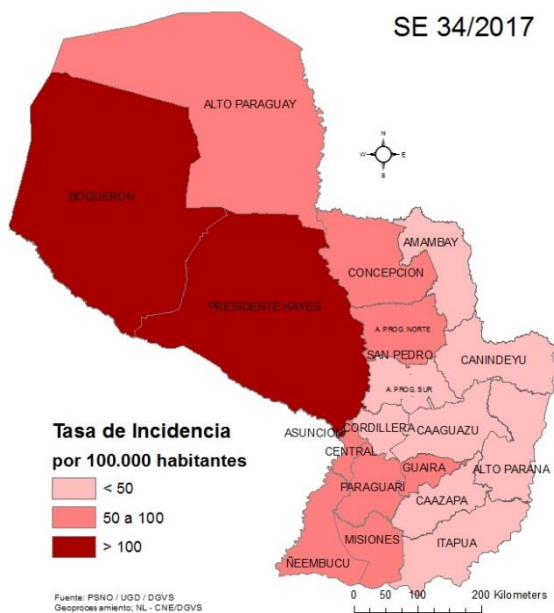 SE 34/2017
ALTO PARAGUAY
N
W E
S
BOQUERON
AMAMBAY
CONCEPCION
PRESIDENTE HAYES
A. PROG. NORTE
SAN PEDRO
CANINDEYU
A. PROG. SUR
ASUNCION
CORDILLERA
CAAGUAZU
CENTRAL
GUAIRA
ALTO PARANA
PARAGUARI
CAAZAPA
MISIONES
ITAPUA
ÑEEMBUCU
Tasa de Incidencia
por 100.000 habitantes
< 50
50 a 100
> 100
0 50 100 200 Kilometers
Fuente: PSNO / UGD / DGVS
Geoprocesamiento; NL - CNE/DGVS